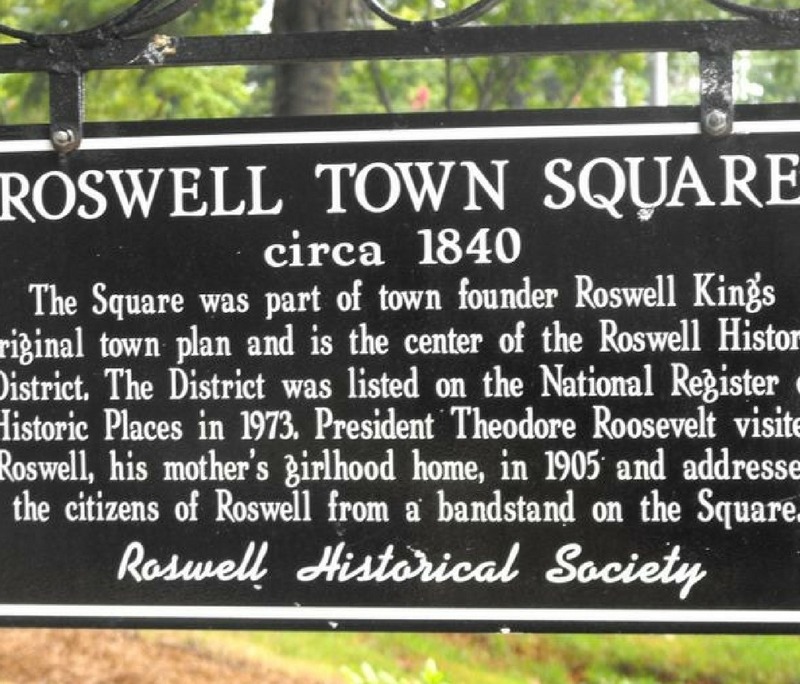 ROSWELL TOWN SQUARE
circa 1840
The Square was part of town founder Roswell King's
riginal town plan and is the center of the Roswell Histor
District. The District was listed on the National Register o
Historic Places in 1973. President Theodore Roosevelt visite
Roswell, his mother's girlhood home, in 1905 and addresse
the citizens of Roswell from a bandstand on the Square.
Roswell Historical Society